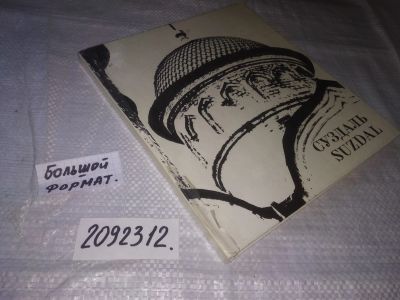 СУЗДАЛЬ
SUZDAL
БОЛЬШОЙ
ФОРМАТ.
2092312.